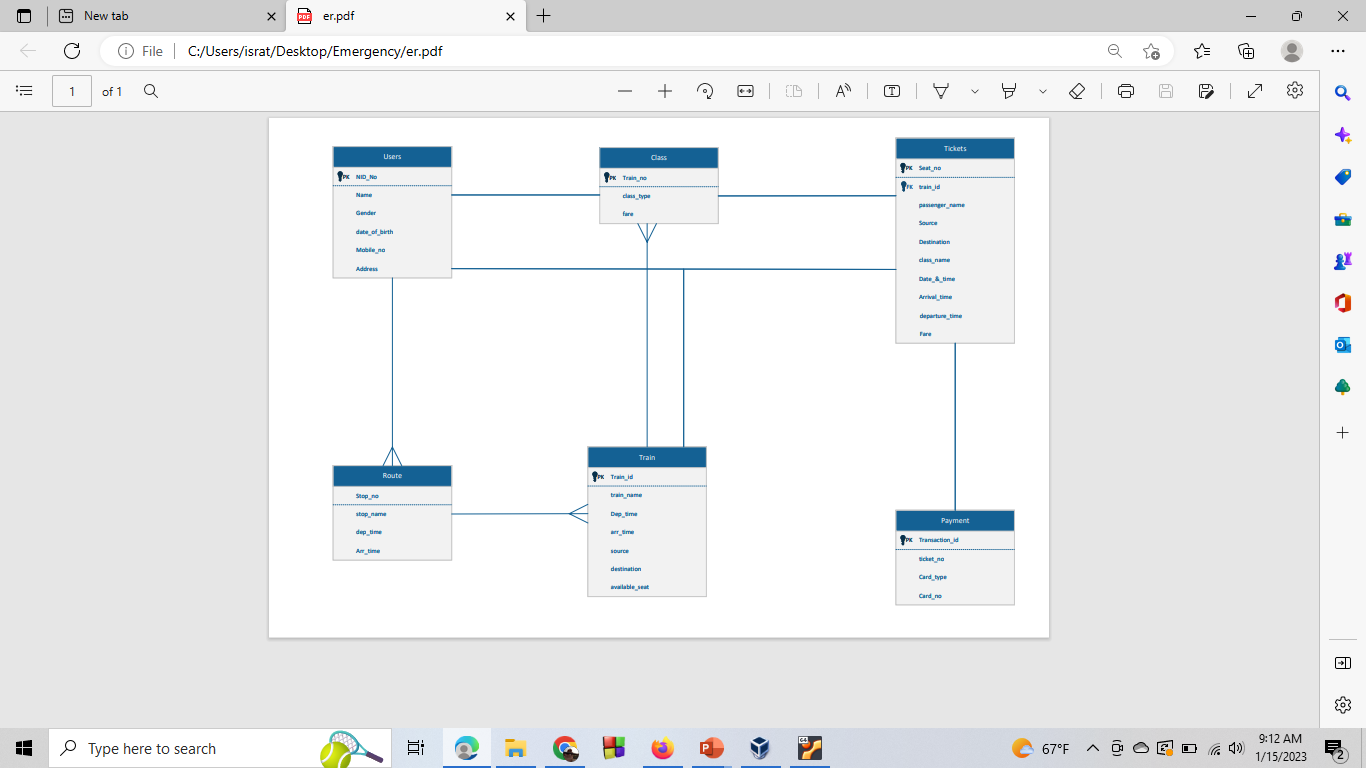 New tab
er.pdf
File
C:/Users/israt/Desktop/Emergency/er.pdf
1 of 1
Users
PK NID_No
Name
Gender
date_of_birth
Mobile_no
Address
Class
PK Train_no
class_type
fare
Tickets
PK Seat_no
FK train_id
passenger_name
Source
Destination
class_name
Date_&_time
Arrival_time
departure_time
Fare
Route
Stop_no
stop_name
dep_time
Arr_time
Train
PK Train_id
train_name
Dep_time
arr_time
source
destination
available_seat
Payment
PK Transaction_id
ticket_no
Card_type
Card_no
Type here to search
67°F
9:12 AM
1/15/2023
2